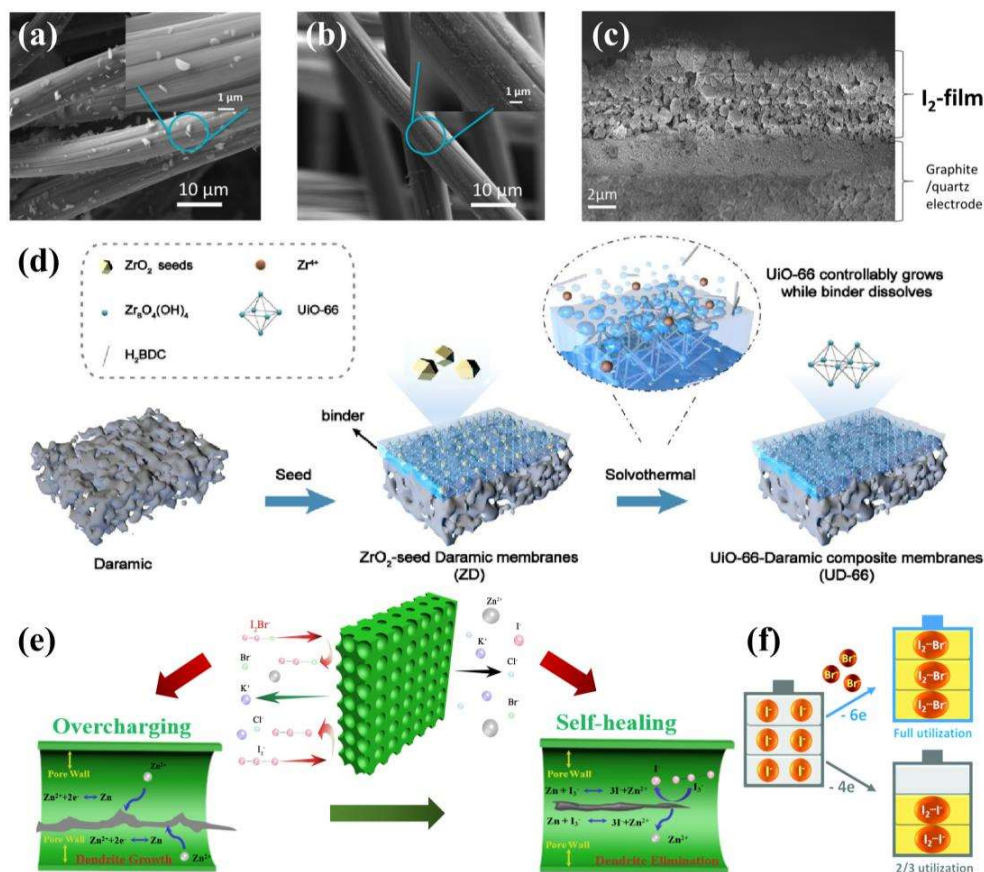 (a)
1 μm
10 μm
(b)
1 μm
10 μm
(c)
I₂-film
Graphite
/quartz
electrode
2μm
(d)
ZrO₂ seeds
Zr⁴⁺
Zr₆O₄(OH)₄
UiO-66
H₂BDC
UiO-66 controllably grows
while binder dissolves
binder
Seed
Solvothermal
Daramic
ZrO₂-seed Daramic membranes
(ZD)
UiO-66-Daramic composite membranes
(UD-66)
(e)
I₂Br⁻
Br⁻
K⁺
Cl⁻
I₃⁻
Zn²⁺
I⁻
K⁺
Cl⁻
Br⁻
Overcharging
Pore Wall
Zn²⁺
Zn²⁺+2e⁻ ⟷ Zn
Zn²⁺+2e⁻ ⟷ Zn
Pore Wall
Dendrite Growth
Zn²⁺
Self-healing
Pore Wall
I⁻
I₃⁻
Zn + I₃⁻ ⟷ 3I⁻+Zn²⁺
Zn + I₃⁻ ⟷ 3I⁻+Zn²⁺
Pore Wall
Zn²⁺
Dendrite Elimination
(f)
Br⁻
Br⁻
Br⁻
I⁻ I⁻
I⁻ I⁻
I⁻ I⁻
- 6e
- 4e
I₂–Br⁻
I₂–Br⁻
I₂–Br⁻
Full utilization
I₂–I⁻
I₂–I⁻
2/3 utilization